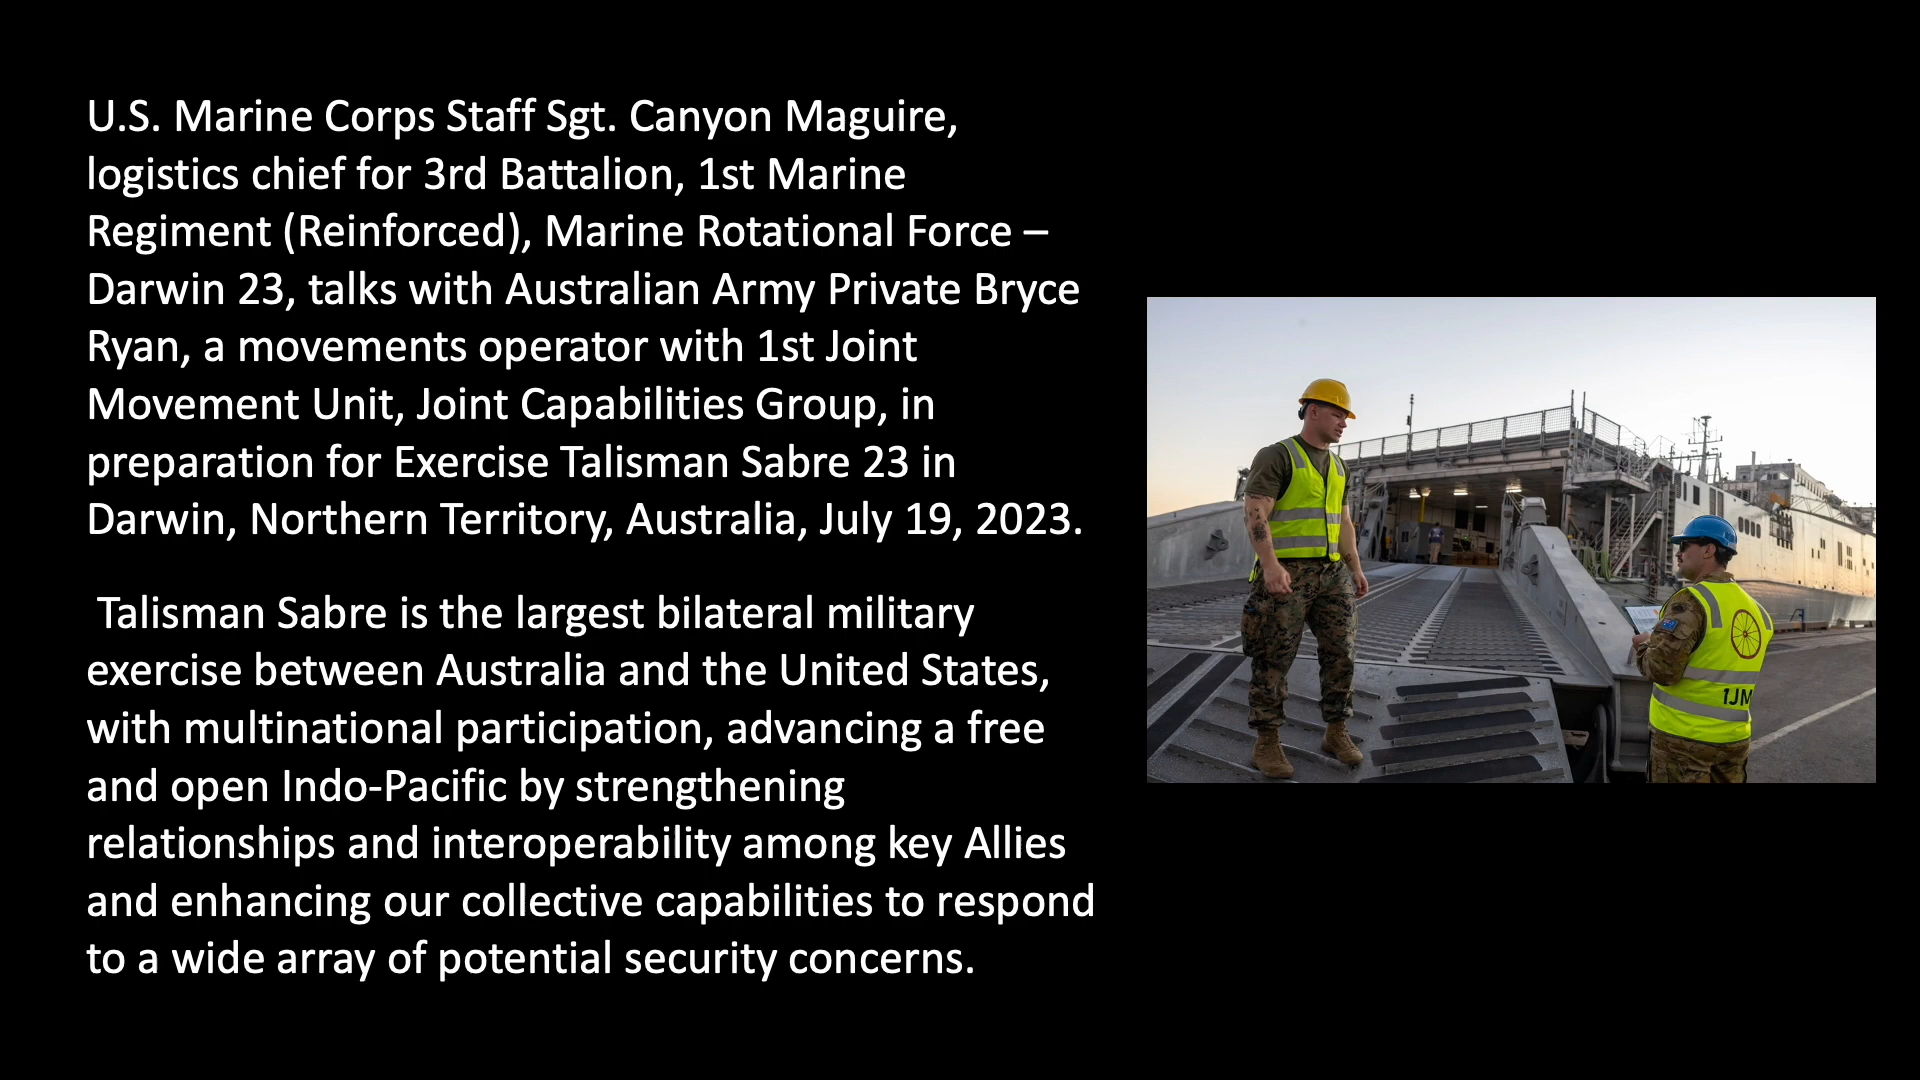 U.S. Marine Corps Staff Sgt. Canyon Maguire,
logistics chief for 3rd Battalion, 1st Marine
Regiment (Reinforced), Marine Rotational Force –
Darwin 23, talks with Australian Army Private Bryce
Ryan, a movements operator with 1st Joint
Movement Unit, Joint Capabilities Group, in
preparation for Exercise Talisman Sabre 23 in
Darwin, Northern Territory, Australia, July 19, 2023.
Talisman Sabre is the largest bilateral military
exercise between Australia and the United States,
with multinational participation, advancing a free
and open Indo-Pacific by strengthening
relationships and interoperability among key Allies
and enhancing our collective capabilities to respond
to a wide array of potential security concerns.
1JM